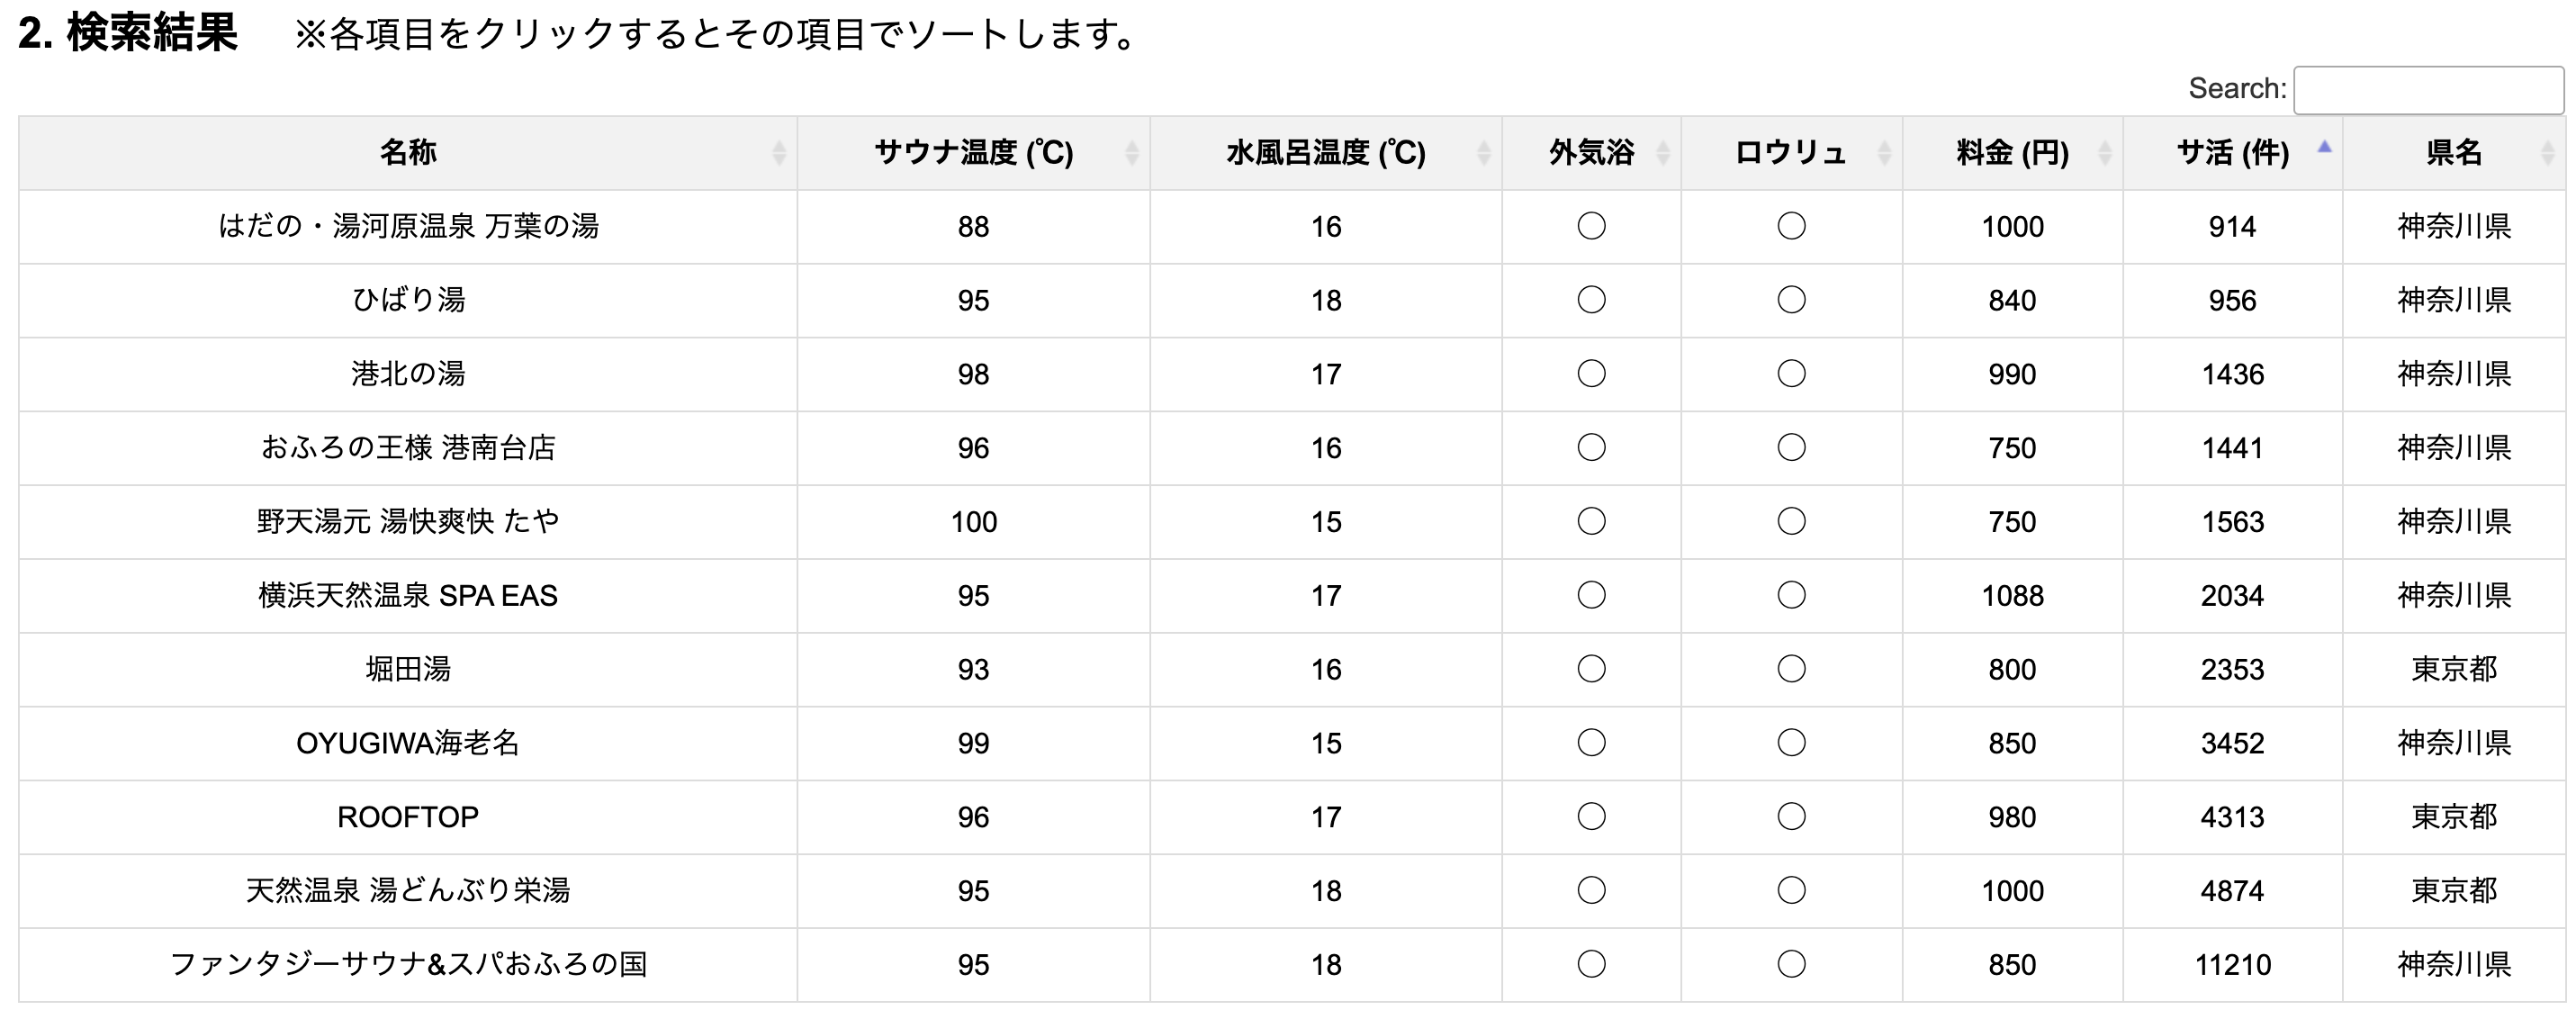 2. 検索結果 ※各項目をクリックするとその項目でソートします。
Search:
名称 サウナ温度 (℃) 水風呂温度 (℃) 外気浴 ロウリュ 料金 (円) サ活 (件) 県名
はだの・湯河原温泉 万葉の湯 88 16 ◯ ◯ 1000 914 神奈川県
ひばり湯 95 18 ◯ ◯ 840 956 神奈川県
港北の湯 98 17 ◯ ◯ 990 1436 神奈川県
おふろの王様 港南台店 96 16 ◯ ◯ 750 1441 神奈川県
野天湯元 湯快爽快 たや 100 15 ◯ ◯ 750 1563 神奈川県
横浜天然温泉 SPA EAS 95 17 ◯ ◯ 1088 2034 神奈川県
堀田湯 93 16 ◯ ◯ 800 2353 東京都
OYUGIWA海老名 99 15 ◯ ◯ 850 3452 神奈川県
ROOFTOP 96 17 ◯ ◯ 980 4313 東京都
天然温泉 湯どんぶり栄湯 95 18 ◯ ◯ 1000 4874 東京都
ファンタジーサウナ&スパおふろの国 95 18 ◯ ◯ 850 11210 神奈川県